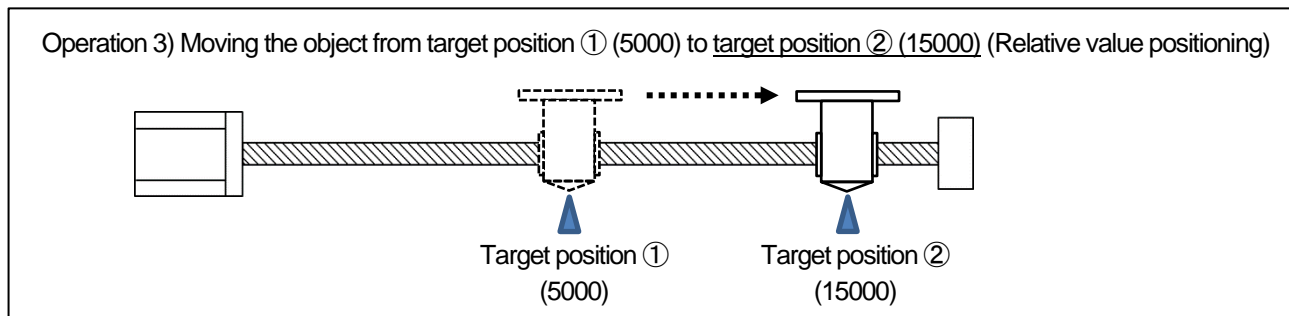 Operation 3) Moving the object from target position ① (5000) to target position ② (15000) (Relative value positioning)
Target position ① Target position ②
(5000) (15000)